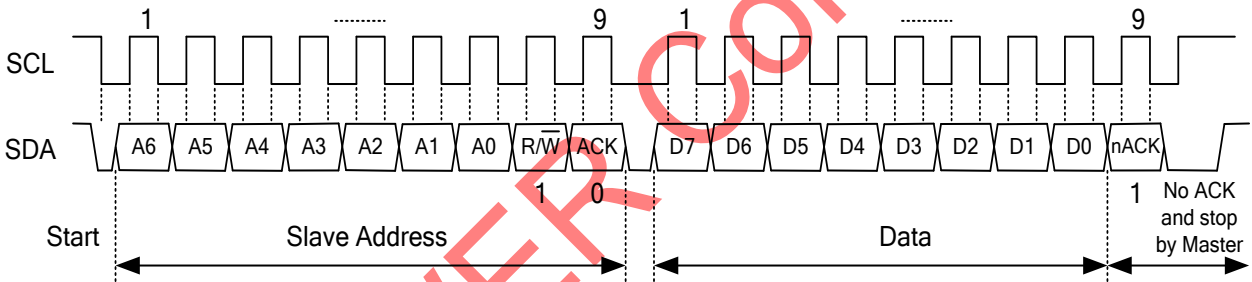 1 ......... 9 1 ......... 9
SCL
SDA A6 A5 A4 A3 A2 A1 A0 R/W̅ ACK D7 D6 D5 D4 D3 D2 D1 D0 nACK
1 0 1 No ACK
and stop
by Master
Start Slave Address Data